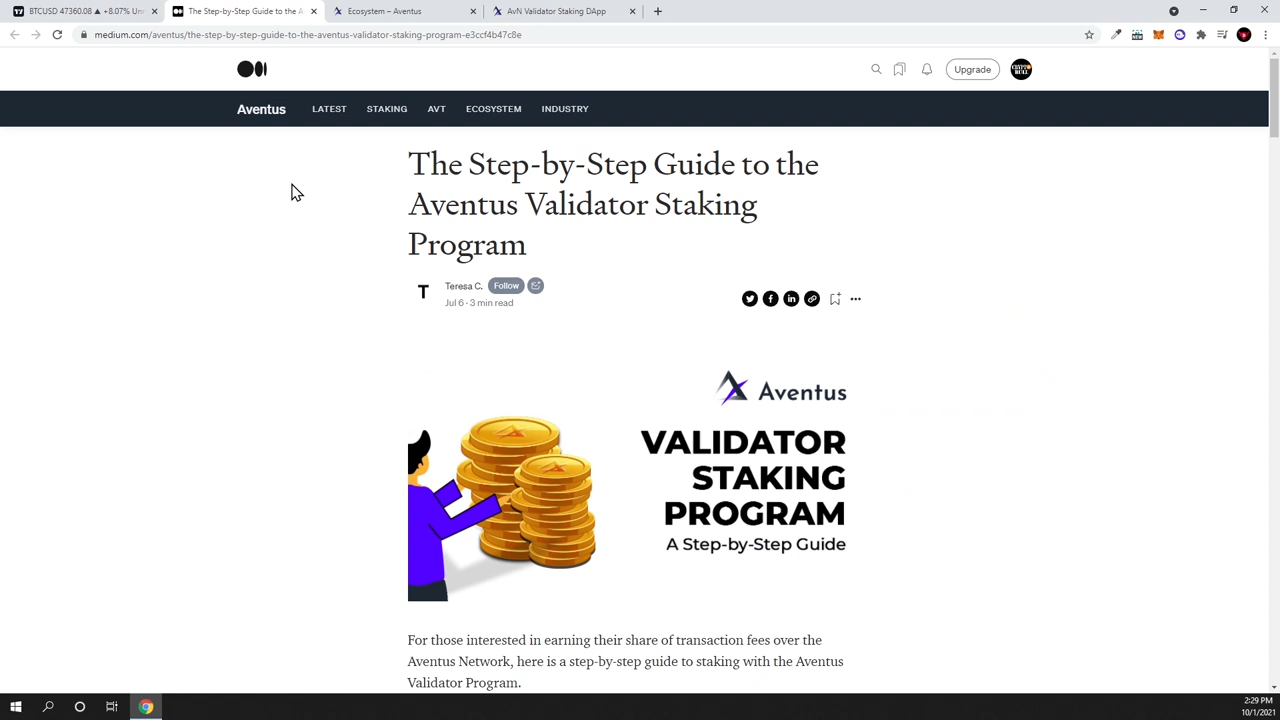 BTCUSD 47360.08 ▲ +8.07% Un
The Step-by-Step Guide to the A
Ecosystem – Aventus
AvN Validator Staking DApp
medium.com/aventus/the-step-by-step-guide-to-the-aventus-validator-staking-program-e3ccf4b47c8e
Upgrade
CRYPTO
BULL
Aventus
LATEST
STAKING
AVT
ECOSYSTEM
INDUSTRY
The Step-by-Step Guide to the
Aventus Validator Staking
Program
T
Teresa C.
Follow
Jul 6 · 3 min read
Aventus
VALIDATOR
STAKING
PROGRAM
A Step-by-Step Guide
For those interested in earning their share of transaction fees over the
Aventus Network, here is a step-by-step guide to staking with the Aventus
Validator Program.
2:29 PM
10/1/2021